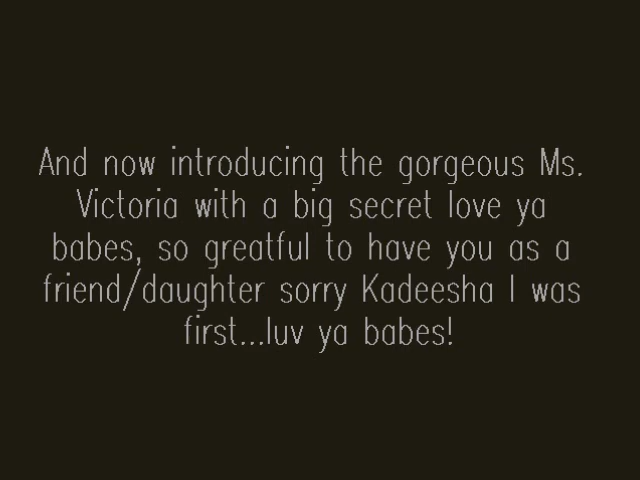 And now introducing the gorgeous Ms.
Victoria with a big secret love ya
babes, so greatful to have you as a
friend/daughter sorry Kadeesha I was
first...luv ya babes!